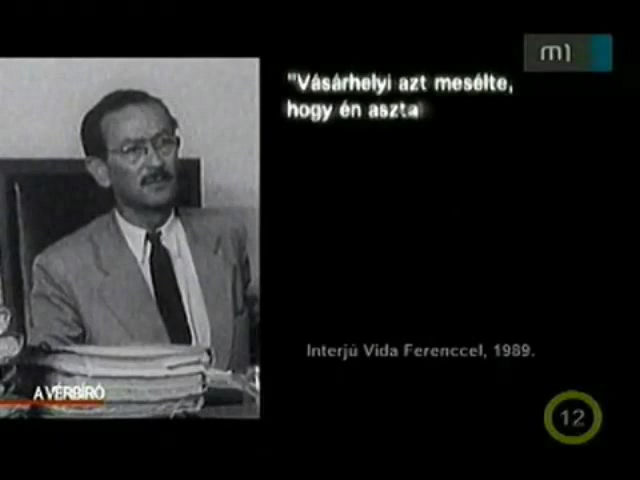 m1
"Vásárhelyi azt mesélte,
hogy én aszta
Interjú Vida Ferenccel, 1989.
A VÉRBÍRÓ
12